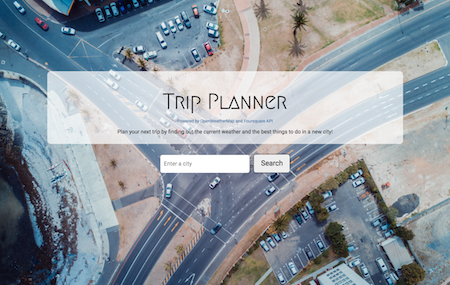 Trip Planner
Powered by OpenWeatherMap and Foursquare API
Plan your next trip by finding out the current weather and the best things to do in a new city!
Enter a city
Search